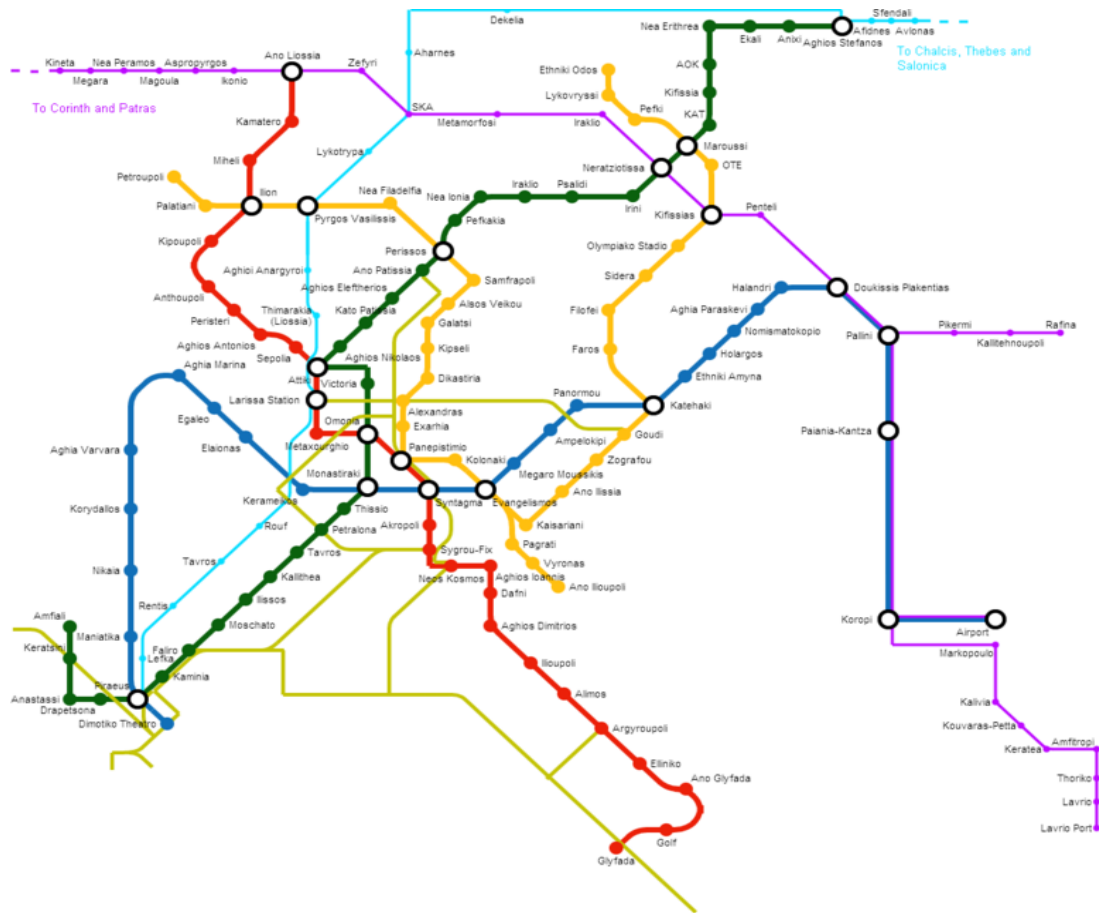 Dekelia
Sfendali
Nea Erithrea
Ekali
Anixi
Aghios Stefanos
Afidnes
Avlonas
To Chalcis, Thebes and
Salonica
Aharnes
Ano Liossia
Zefyri
Kineta
Nea Peramos
Aspropyrgos
Megara
Magoula
Ikonio
To Corinth and Patras
Ethniki Odos
AOK
Lykovryssi
Kifissia
SKA
Pefki
KAT
Kamatero
Metamorfosi
Iraklio
Maroussi
Lykotrypa
Miheli
Neratziotissa
OTE
Petroupoli
Ilion
Nea Filadelfia
Nea Ionia
Iraklio
Psalidi
Palatiani
Pyrgos Vasilissis
Pefkakia
Irini
Kifissias
Penteli
Kipoupoli
Perissos
Olympiako Stadio
Aghioi Anargyroi
Ano Patissia
Samfrapoli
Sidera
Aghios Eleftherios
Halandri
Doukissis Plakentias
Anthoupoli
Alsos Veikou
Thimarakia
(Liossia)
Kato Patissia
Filofei
Aghia Paraskevi
Peristeri
Galatsi
Nomismatokopio
Pallini
Pikermi
Rafina
Kallitehnoupoli
Aghios Antonios
Kipseli
Faros
Holargos
Sepolia
Aghios Nikolaos
Aghia Marina
Attiki
Victoria
Dikastiria
Ethniki Amyna
Larissa Station
Alexandras
Panormou
Katehaki
Egaleo
Omonia
Exarhia
Goudi
Paiania-Kantza
Elaionas
Metaxourghio
Ampelokipi
Aghia Varvara
Panepistimio
Kolonaki
Zografou
Monastiraki
Megaro Moussikis
Kerameikos
Syntagma
Evangelismos
Ano Ilissia
Korydallos
Thissio
Rouf
Akropoli
Kaisariani
Petralona
Pagrati
Tavros
Tavros
Sygrou-Fix
Vyronas
Nikaia
Kallithea
Neos Kosmos
Aghios Ioannis
Ano Ilioupoli
Rentis
Ilissos
Dafni
Amfiali
Moschato
Aghios Dimitrios
Koropi
Airport
Maniatika
Keratsini
Faliro
Markopoulo
Lefka
Ilioupoli
Kaminia
Piraeus
Anastassi
Drapetsona
Alimos
Kalivia
Dimotiko Theatro
Argyroupoli
Kouvaras-Petta
Keratea
Amfitropi
Elliniko
Ano Glyfada
Thoriko
Lavrio
Lavrio Port
Golf
Glyfada